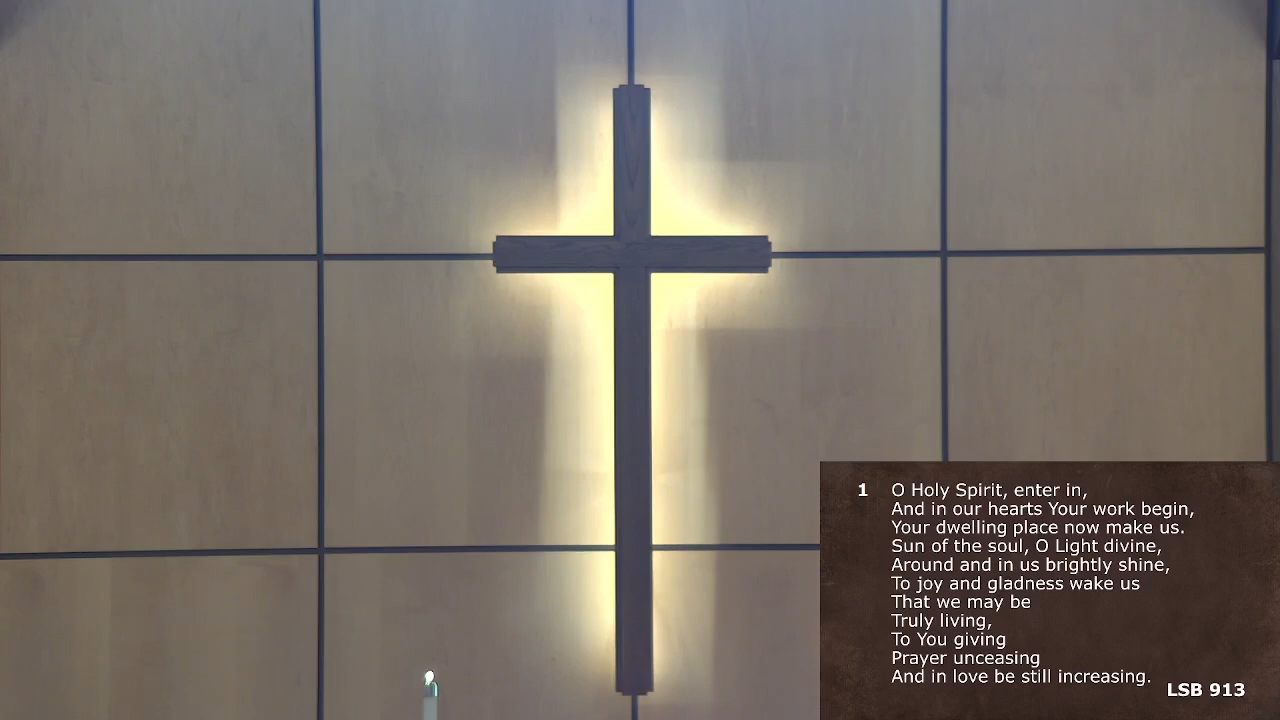 1 O Holy Spirit, enter in,
And in our hearts Your work begin,
Your dwelling place now make us.
Sun of the soul, O Light divine,
Around and in us brightly shine,
To joy and gladness wake us
That we may be
Truly living,
To You giving
Prayer unceasing
And in love be still increasing.
LSB 913